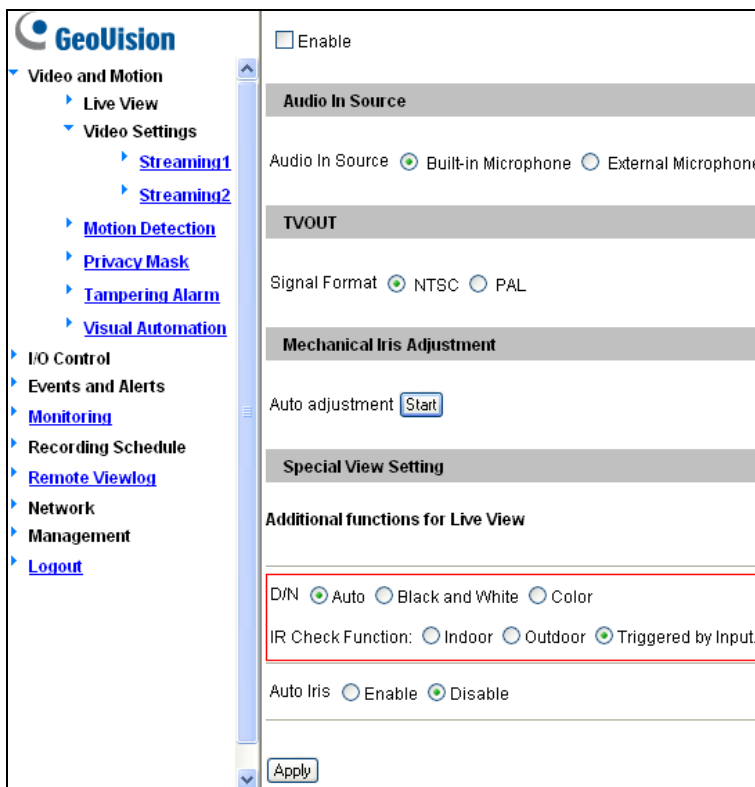 GeoVision
Video and Motion
Live View
Video Settings
Streaming1
Streaming2
Motion Detection
Privacy Mask
Tampering Alarm
Visual Automation
I/O Control
Events and Alerts
Monitoring
Recording Schedule
Remote Viewlog
Network
Management
Logout
Enable
Audio In Source
Audio In Source Built-in Microphone External Microphone
TVOUT
Signal Format NTSC PAL
Mechanical Iris Adjustment
Auto adjustment Start
Special View Setting
Additional functions for Live View
D/N Auto Black and White Color
IR Check Function: Indoor Outdoor Triggered by Input.
Auto Iris Enable Disable
Apply